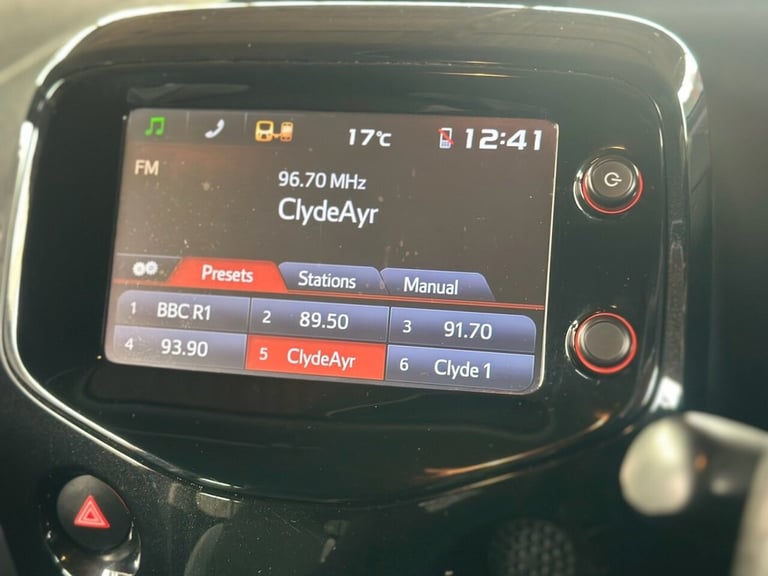 17°C 12:41
FM
96.70 MHz
ClydeAyr
Presets Stations Manual
1 BBC R1 2 89.50 3 91.70
4 93.90 5 ClydeAyr 6 Clyde 1